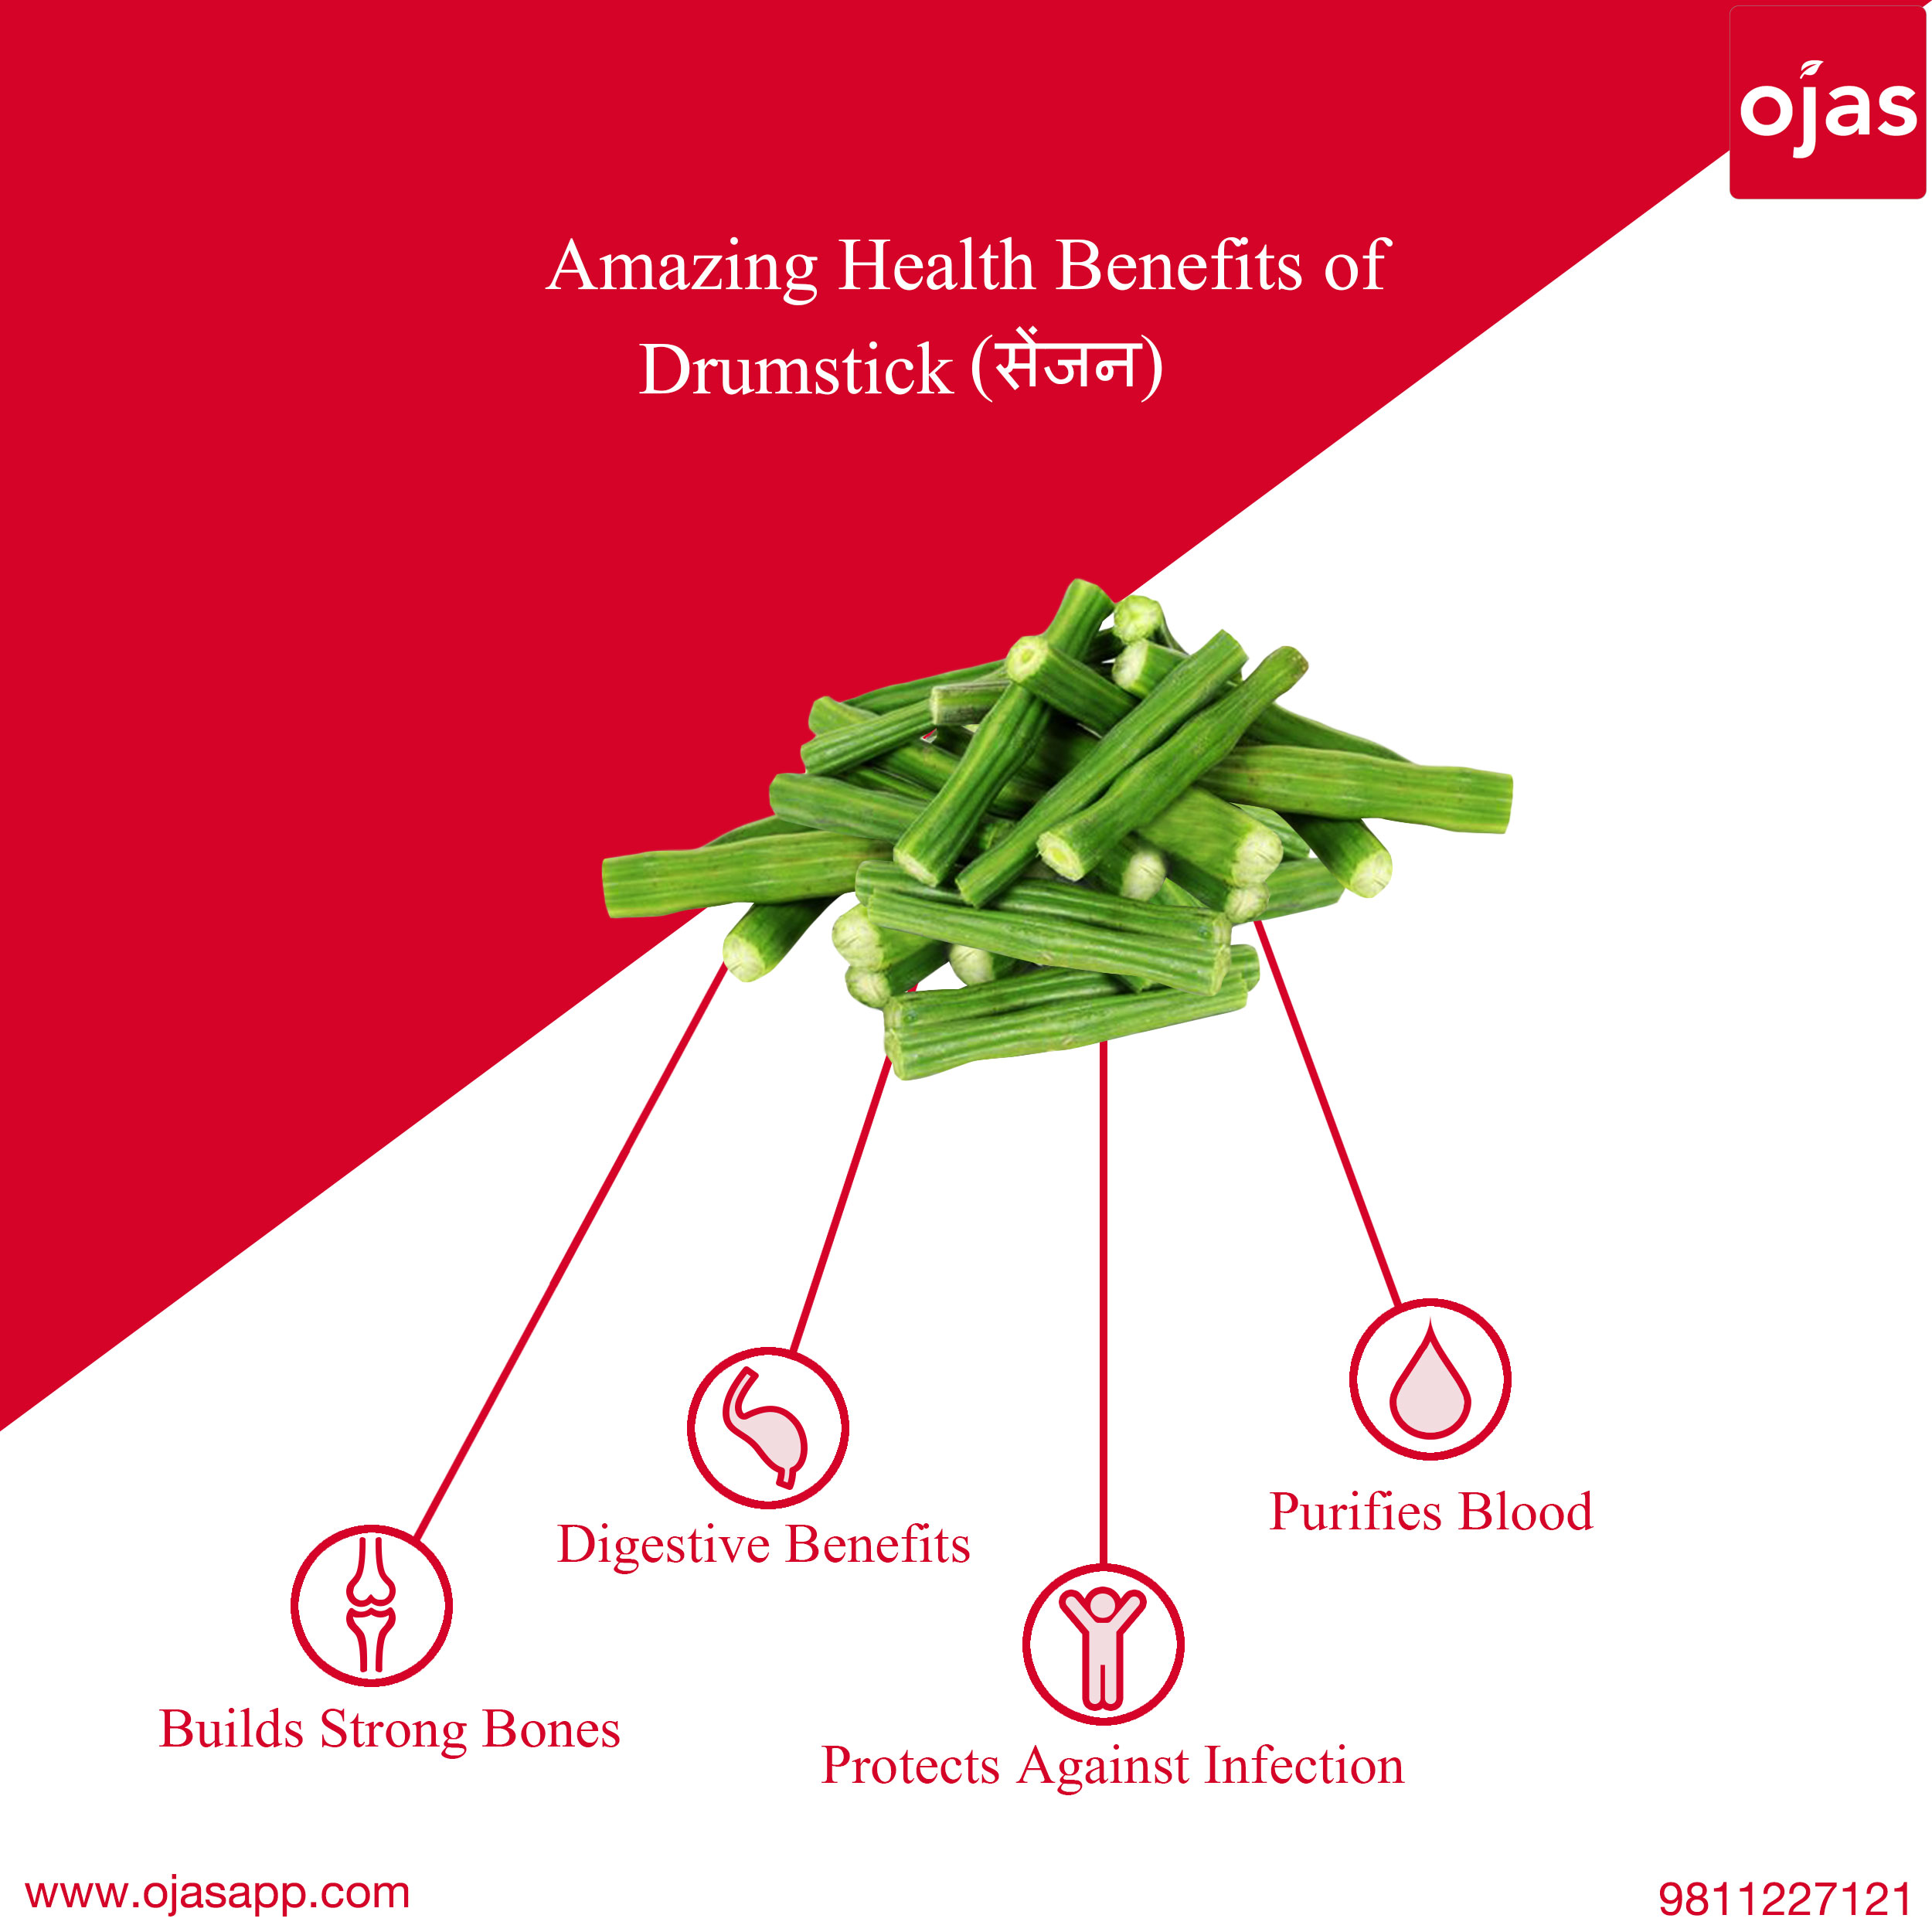 ojas
Amazing Health Benefits of
Drumstick (सेंजन)
Purifies Blood
Digestive Benefits
Builds Strong Bones
Protects Against Infection
www.ojasapp.com
9811227121